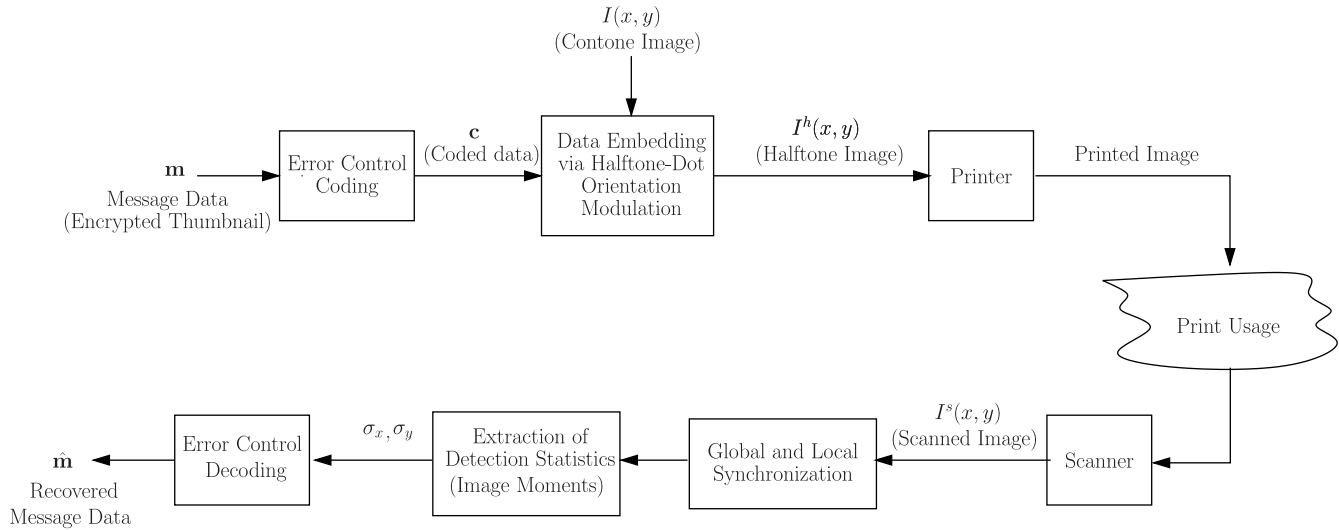 I(x, y)
(Contone Image)
m
Message Data
(Encrypted Thumbnail)
Error Control
Coding
c
(Coded data)
Data Embedding
via Halftone-Dot
Orientation
Modulation
I^h(x, y)
(Halftone Image)
Printer
Printed Image
Print Usage
Scanner
I^s(x, y)
(Scanned Image)
Global and Local
Synchronization
Extraction of
Detection Statistics
(Image Moments)
σ_x, σ_y
Error Control
Decoding
m̂
Recovered
Message Data